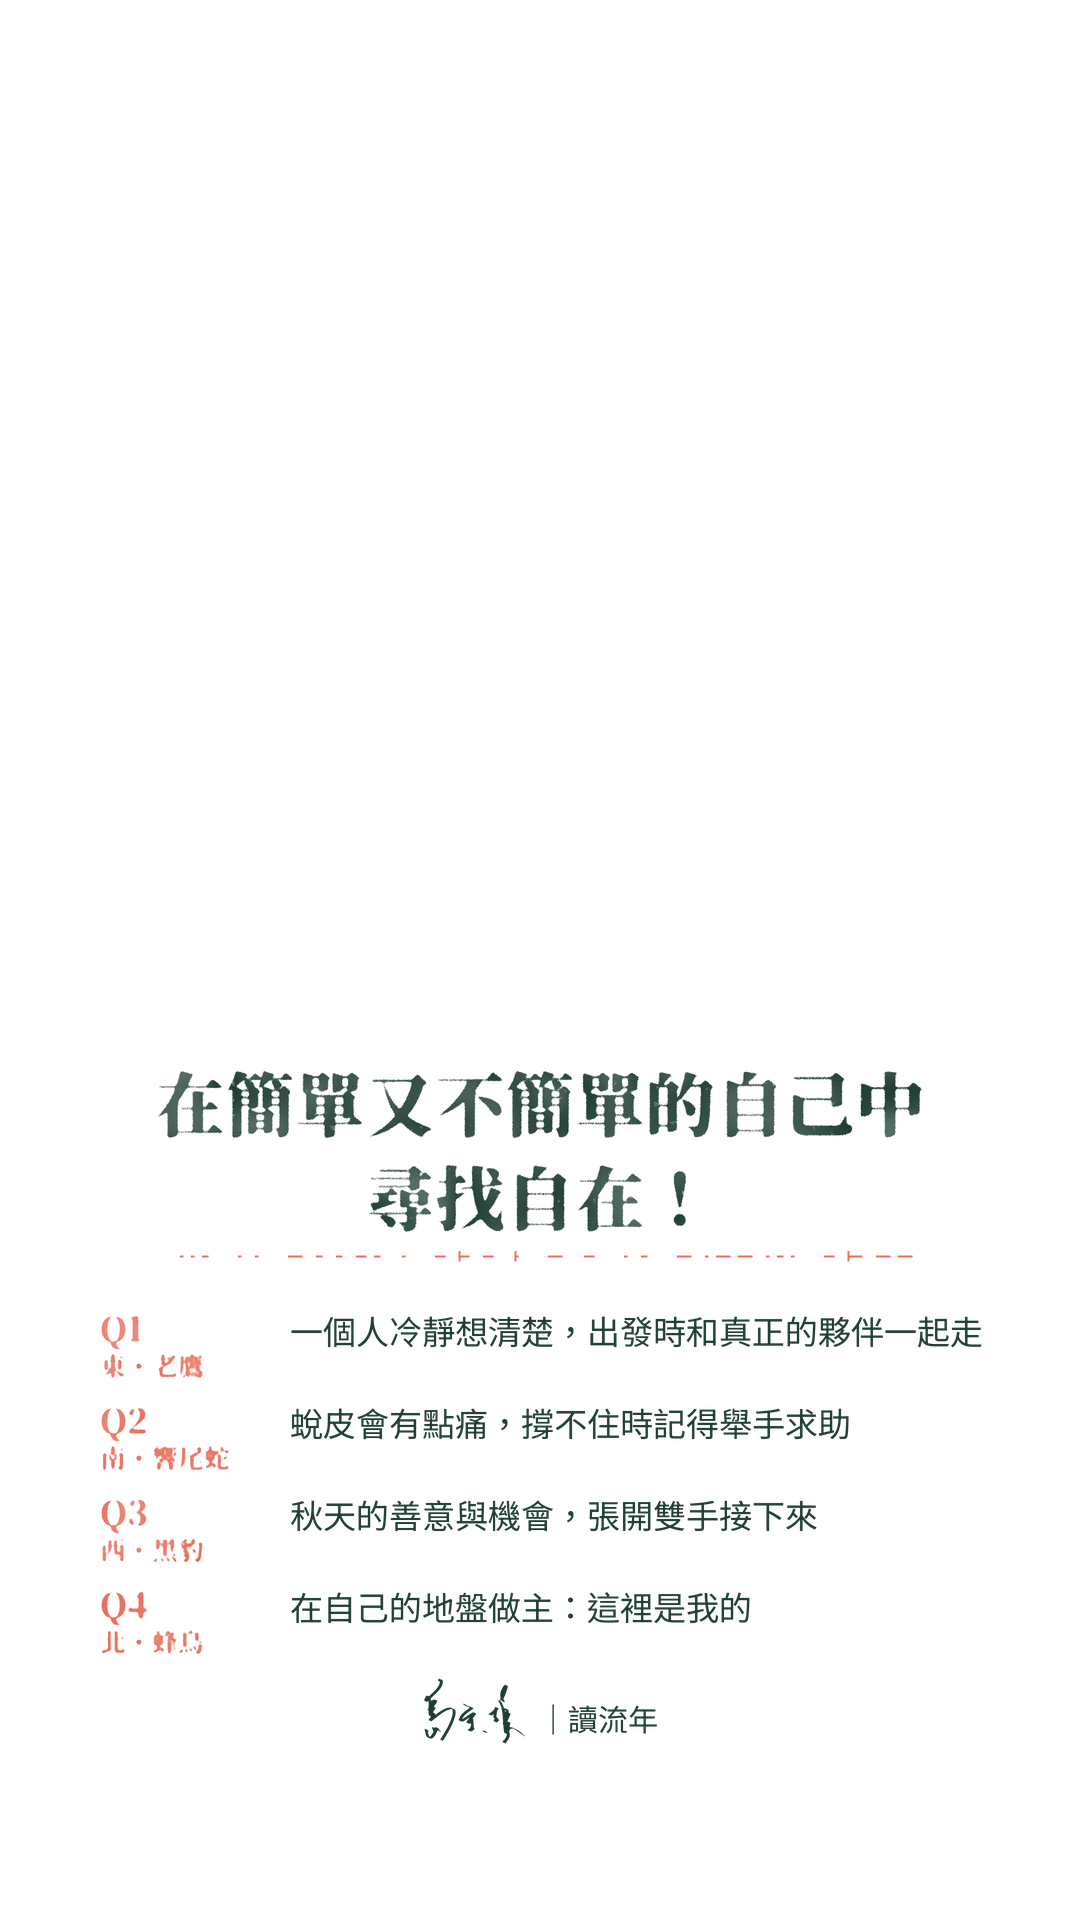 在簡單又不簡單的自己中
尋找自在！
Q1
東・老鷹
一個人冷靜想清楚，出發時和真正的夥伴一起走
Q2
南・響尾蛇
蛻皮會有點痛，撐不住時記得舉手求助
Q3
西・黑豹
秋天的善意與機會，張開雙手接下來
Q4
北・蜂鳥
在自己的地盤做主：這裡是我的
｜讀流年